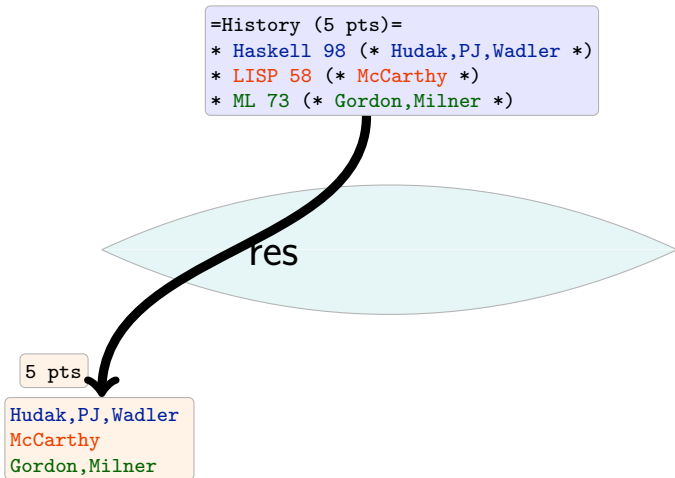 =History (5 pts)=
* Haskell 98 (* Hudak,PJ,Wadler *)
* LISP 58 (* McCarthy *)
* ML 73 (* Gordon,Milner *)
res
5 pts
Hudak,PJ,Wadler
McCarthy
Gordon,Milner